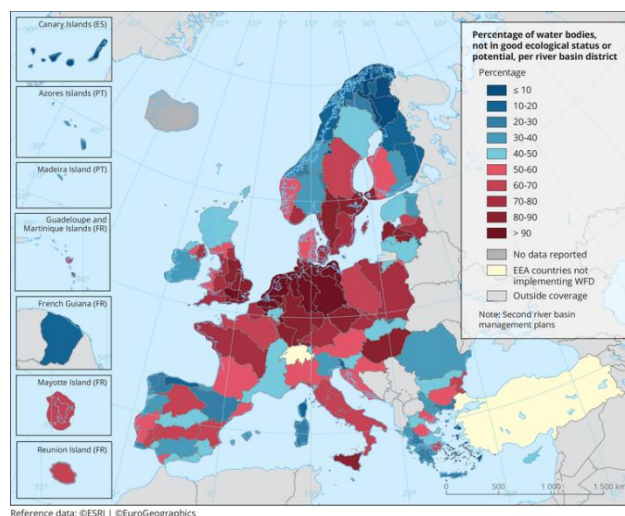 Canary Islands (ES)
Azores Islands (PT)
Madeira Island (PT)
Guadeloupe and
Martinique Islands (FR)
French Guiana (FR)
Mayotte Island (FR)
Reunion Island (FR)
Percentage of water bodies,
not in good ecological status or
potential, per river basin district
Percentage
≤ 10
10-20
20-30
30-40
40-50
50-60
60-70
70-80
80-90
> 90
No data reported
EEA countries not
implementing WFD
Outside coverage
Note: Second river basin
management plans
0 500 1 000 1 500 km
Reference data: ©ESRI | ©EuroGeographics